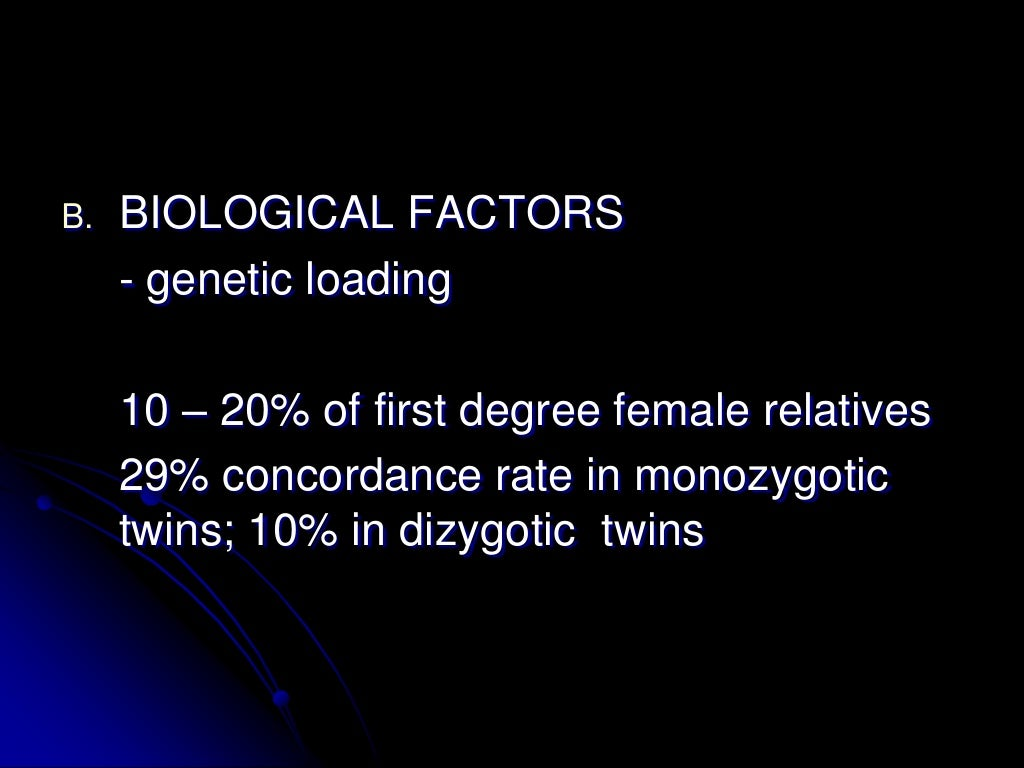 B. BIOLOGICAL FACTORS
- genetic loading
10 – 20% of first degree female relatives
29% concordance rate in monozygotic
twins; 10% in dizygotic  twins